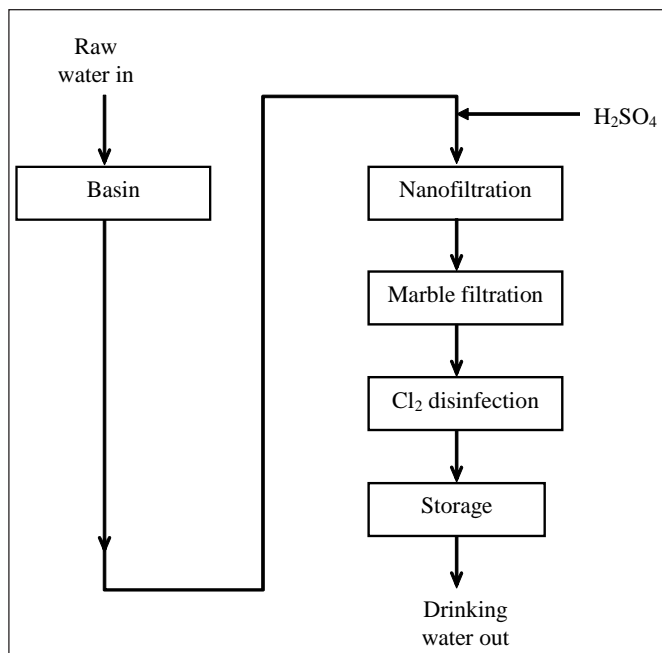 Raw
water in
Basin
H₂SO₄
Nanofiltration
Marble filtration
Cl₂ disinfection
Storage
Drinking
water out